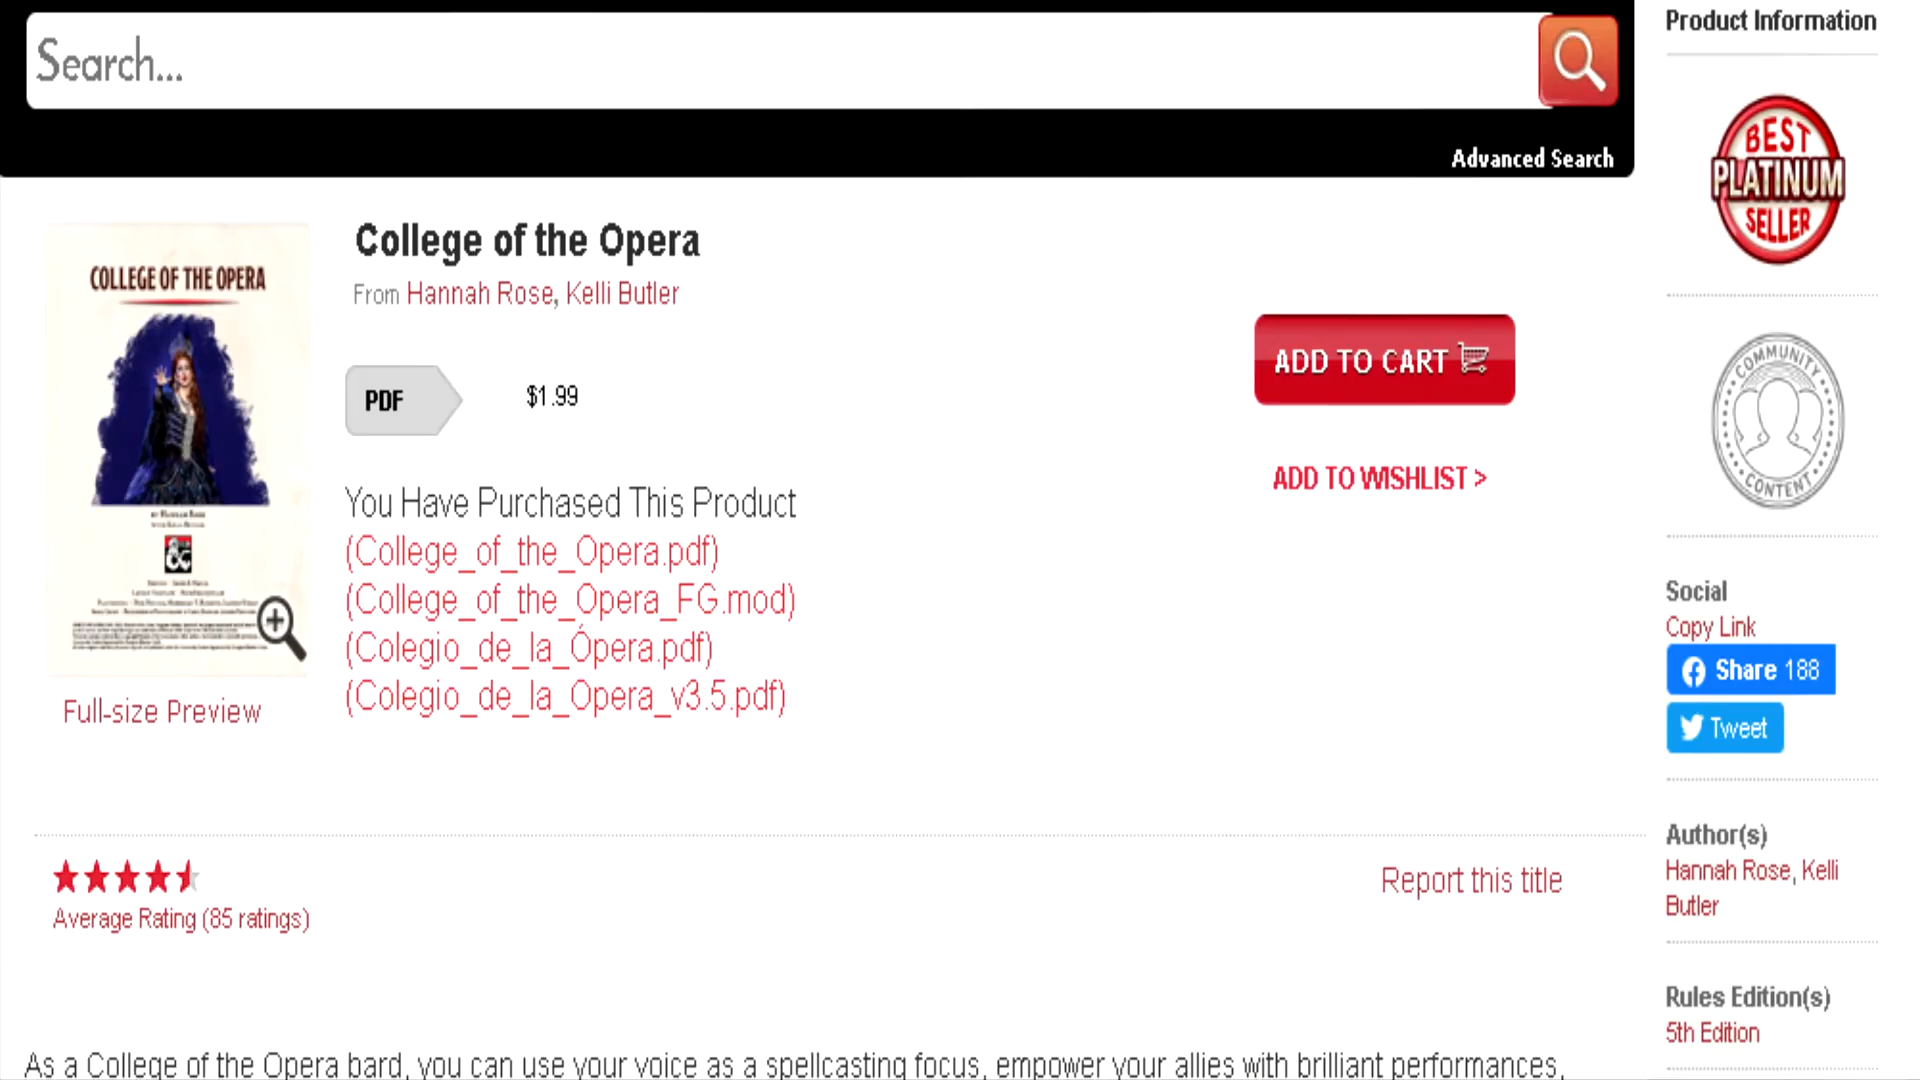 Search...
Advanced Search
COLLEGE OF THE OPERA
Full-size Preview
College of the Opera
From Hannah Rose, Kelli Butler
PDF
$1.99
ADD TO CART
ADD TO WISHLIST >
You Have Purchased This Product
(College_of_the_Opera.pdf)
(College_of_the_Opera_FG.mod)
(Colegio_de_la_Ópera.pdf)
(Colegio_de_la_Opera_v3.5.pdf)
Average Rating (85 ratings)
Report this title
As a College of the Opera bard, you can use your voice as a spellcasting focus, empower your allies with brilliant performances,
Product Information
BEST
PLATINUM
SELLER
COMMUNITY
CONTENT
Social
Copy Link
Share 188
Tweet
Author(s)
Hannah Rose, Kelli
Butler
Rules Edition(s)
5th Edition